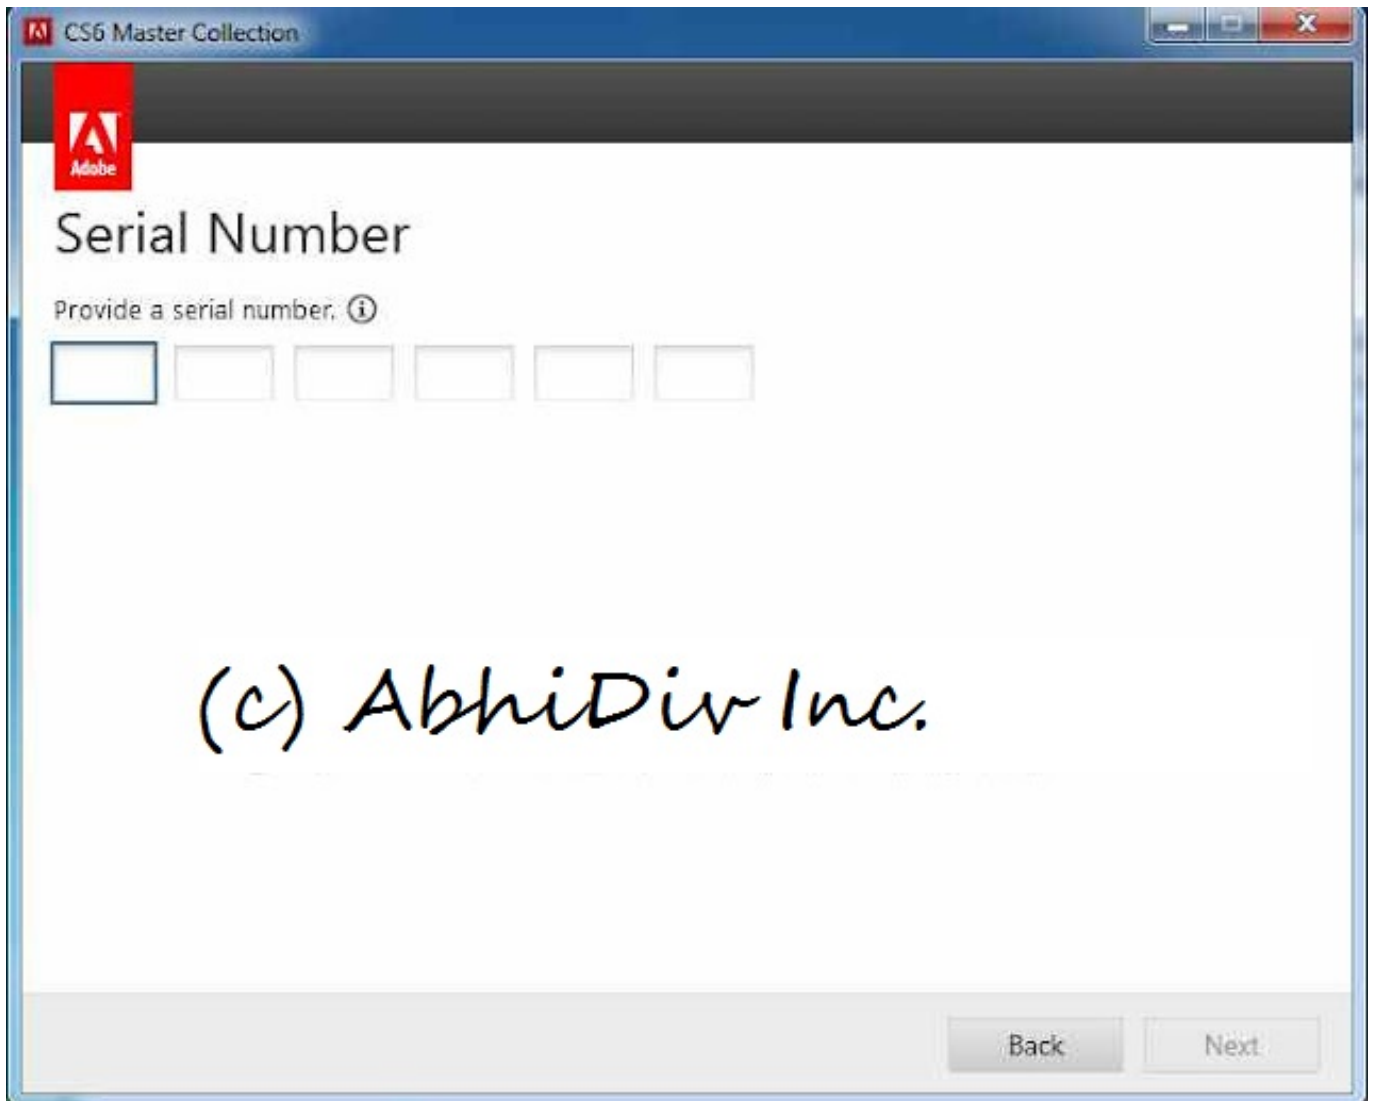 CS6 Master Collection
Adobe
Serial Number
Provide a serial number.
(c) AbhiDiv Inc.
Back
Next